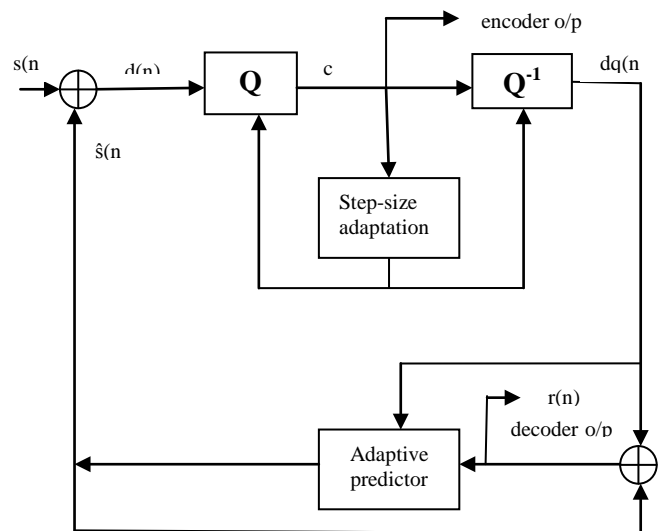 encoder o/p
s(n
d(n)
Q
c
Q-1
dq(n
ŝ(n
Step-size
adaptation
r(n)
decoder o/p
Adaptive
predictor